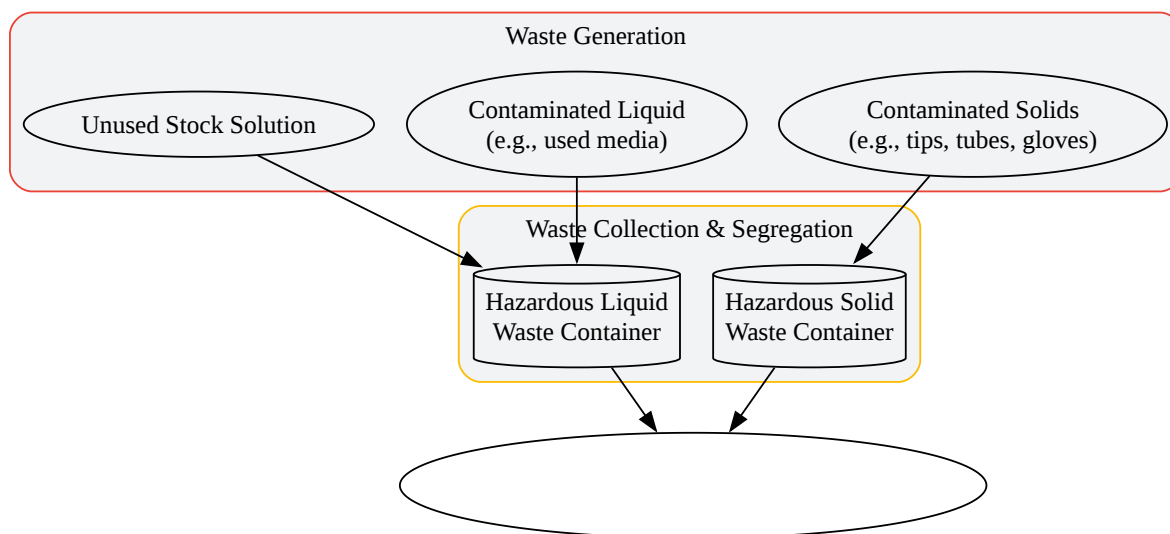 Waste Generation
Unused Stock Solution
Contaminated Liquid
(e.g., used media)
Contaminated Solids
(e.g., tips, tubes, gloves)
Waste Collection & Segregation
Hazardous Liquid
Waste Container
Hazardous Solid
Waste Container